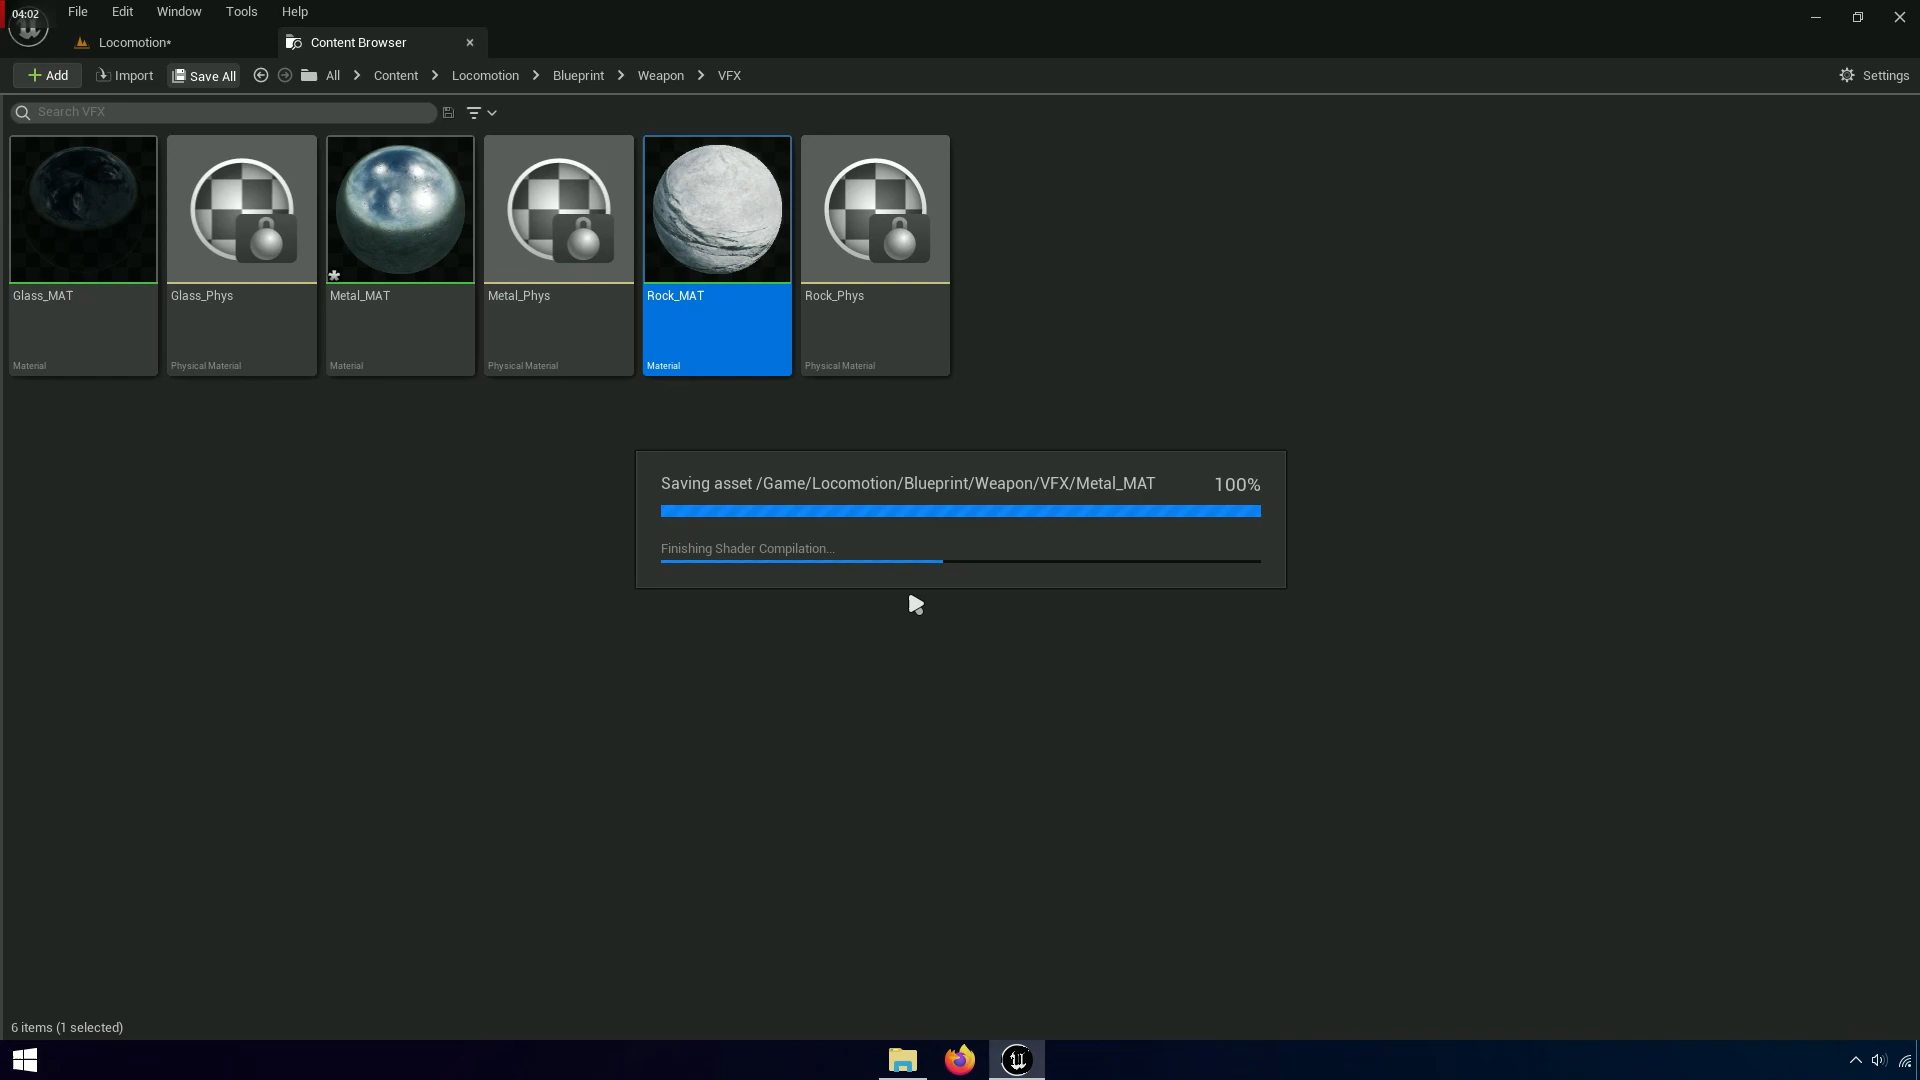 04:02
File Edit Window Tools Help
Locomotion* Content Browser
Add Import Save All All Content Locomotion Blueprint Weapon VFX Settings
Search VFX
Glass_MAT Glass_Phys Metal_MAT Metal_Phys Rock_MAT Rock_Phys
Material Physical Material Material Physical Material Material Physical Material
Saving asset /Game/Locomotion/Blueprint/Weapon/VFX/Metal_MAT 100%
Finishing Shader Compilation...
6 items (1 selected)